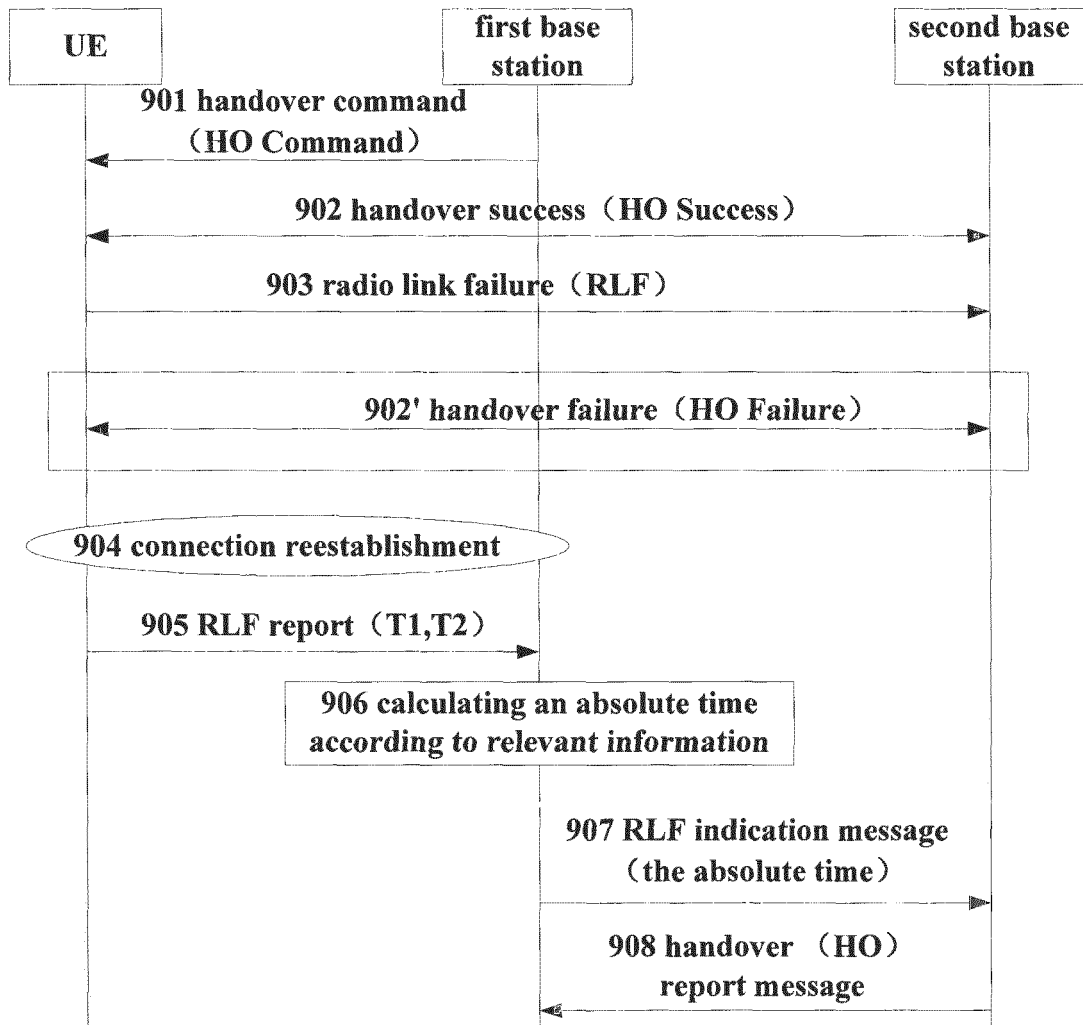 UE
first base
station
second base
station
901 handover command
（HO Command）
902 handover success（HO Success）
903 radio link failure（RLF）
902' handover failure（HO Failure）
904 connection reestablishment
905 RLF report（T1,T2）
906 calculating an absolute time
according to relevant information
907 RLF indication message
（the absolute time）
908 handover （HO）
report message